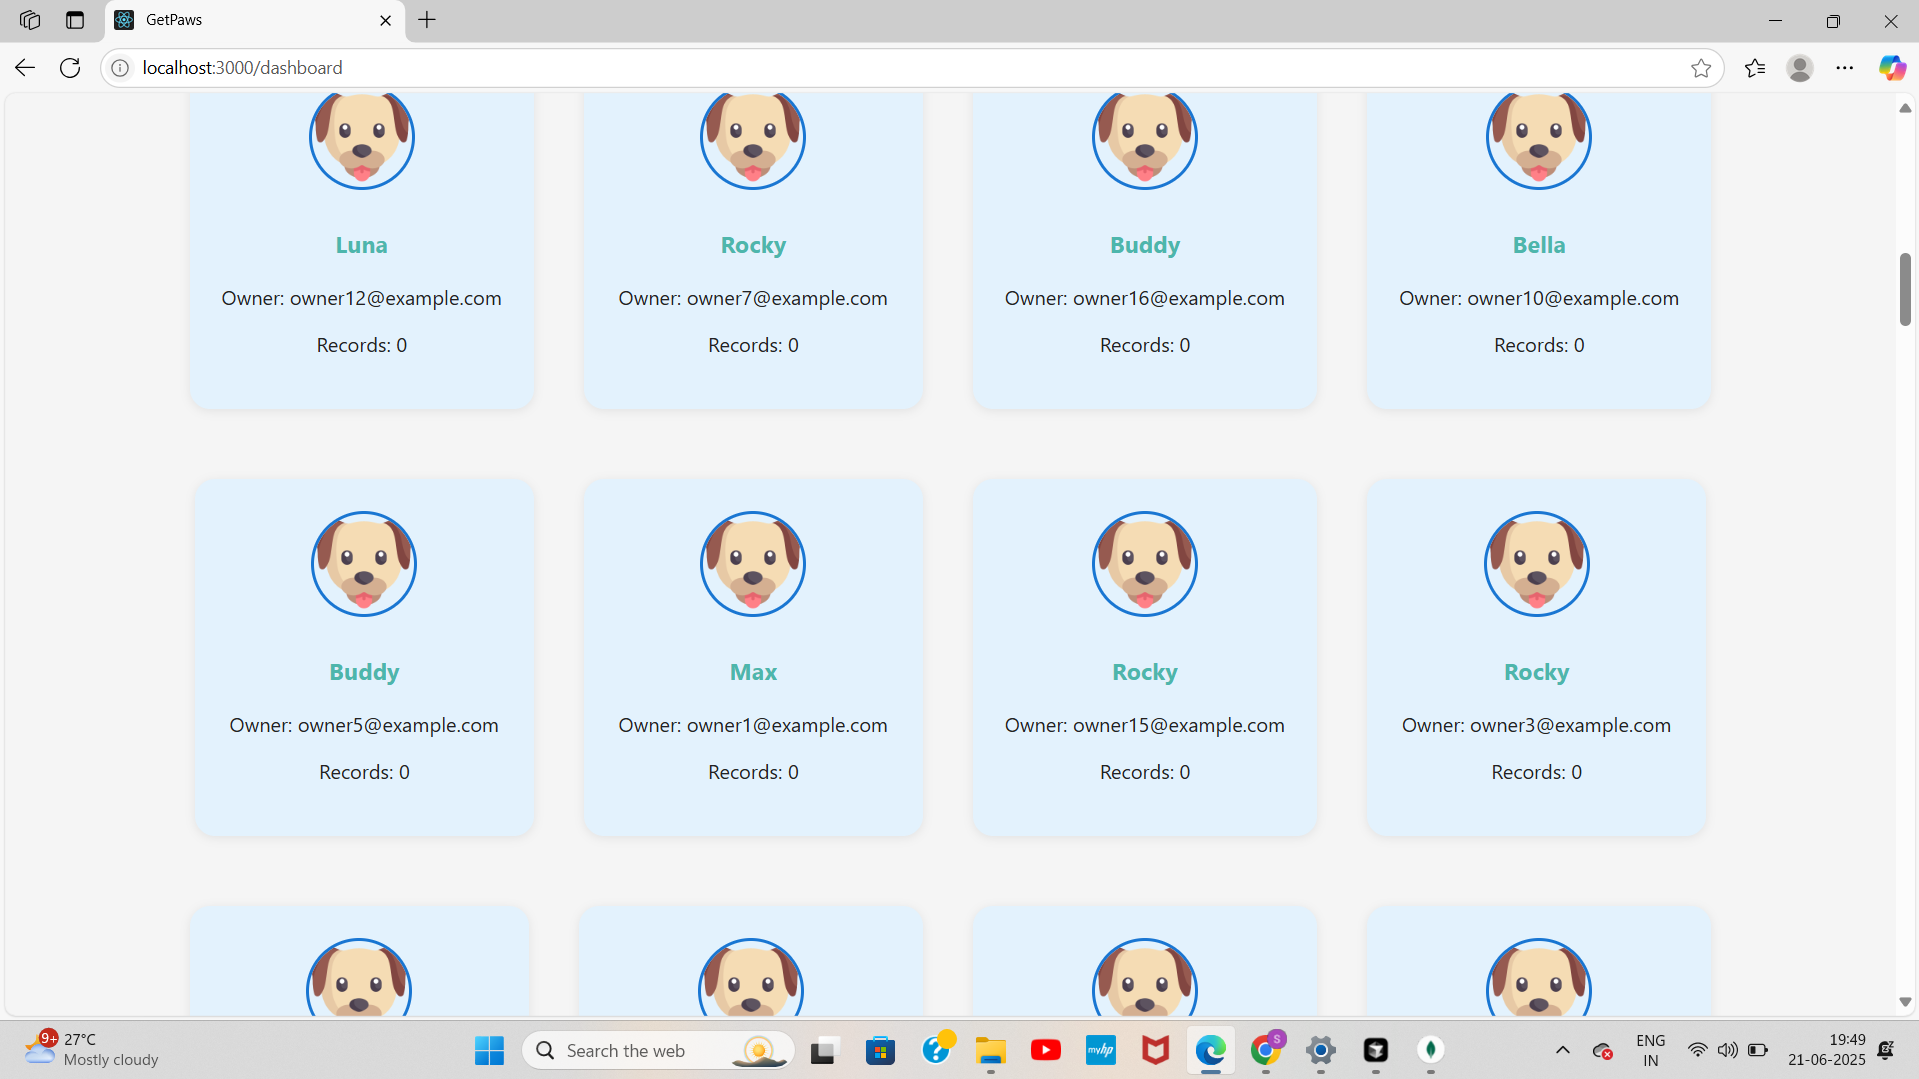 GetPaws
localhost:3000/dashboard
Luna
Rocky
Buddy
Bella
Owner: owner12@example.com
Owner: owner7@example.com
Owner: owner16@example.com
Owner: owner10@example.com
Records: 0
Records: 0
Records: 0
Records: 0
Buddy
Max
Rocky
Rocky
Owner: owner5@example.com
Owner: owner1@example.com
Owner: owner15@example.com
Owner: owner3@example.com
Records: 0
Records: 0
Records: 0
Records: 0
9+
27°C
Mostly cloudy
Search the web
myhp
S
ENG
IN
19:49
21-06-2025